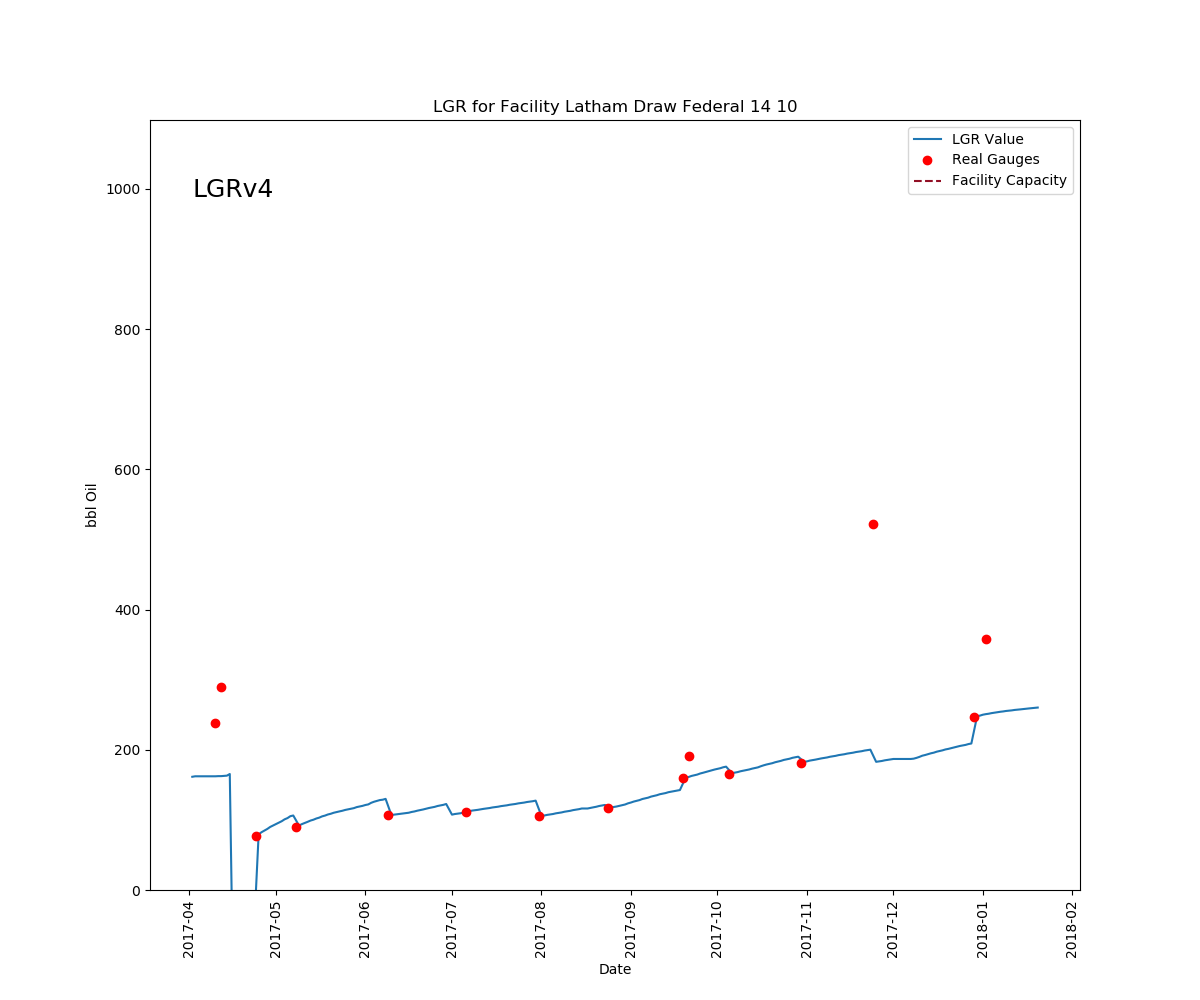 LGR for Facility Latham Draw Federal 14 10
LGR Value
Real Gauges
Facility Capacity
LGRv4
1000
800
600
400
200
0
bbl Oil
2017-04
2017-05
2017-06
2017-07
2017-08
2017-09
2017-10
2017-11
2017-12
2018-01
2018-02
Date